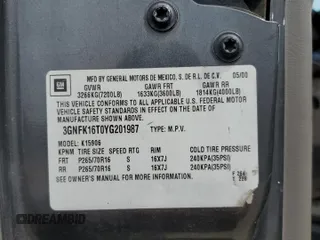 GM
MFD BY GENERAL MOTORS DE MEXICO, S. DE R.L. DE C.V. 05/00
GVWR GAWR FRT GAWR RR
3266KG(7200LB) 1633KG(3600LB) 1814KG(4000LB)
THIS VEHICLE CONFORMS TO ALL APPLICABLE U.S. FEDERAL MOTOR VEHICLE SAFETY STANDARDS IN EFFECT ON THE DATE OF MANUFACTURE SHOWN ABOVE.
3GNFK16T0YG201987 TYPE: M.P.V.
MODEL: K15906
KPNM TIRE SIZE SPEED RTG RIM COLD TIRE PRESSURE
FRT P265/70R16 S 16X7J 240KPA(35PSI)
RR P265/70R16 S 16X7J 240KPA(35PSI)
SEE OWNER'S MANUAL FOR MORE INFORMATION.
DAMAGEDID